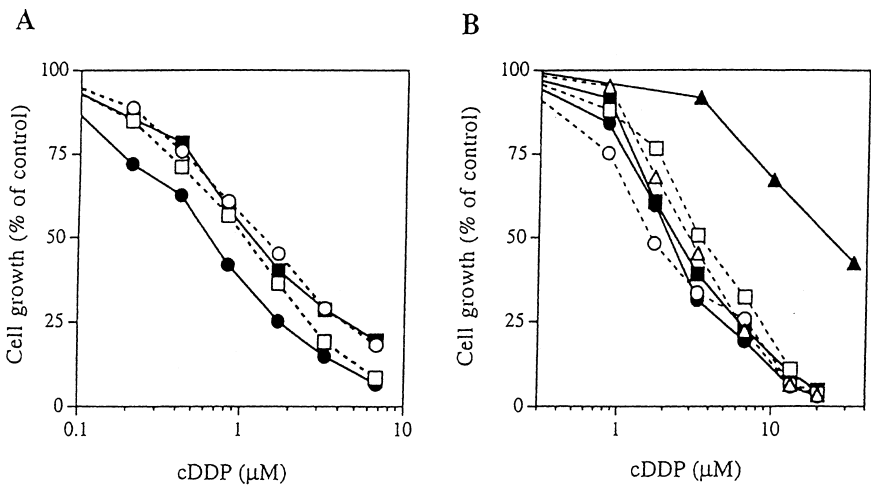 A
B
100
75
50
25
0
0.1
1
10
Cell growth (% of control)
cDDP (μM)
100
75
50
25
0
1
10
Cell growth (% of control)
cDDP (μM)